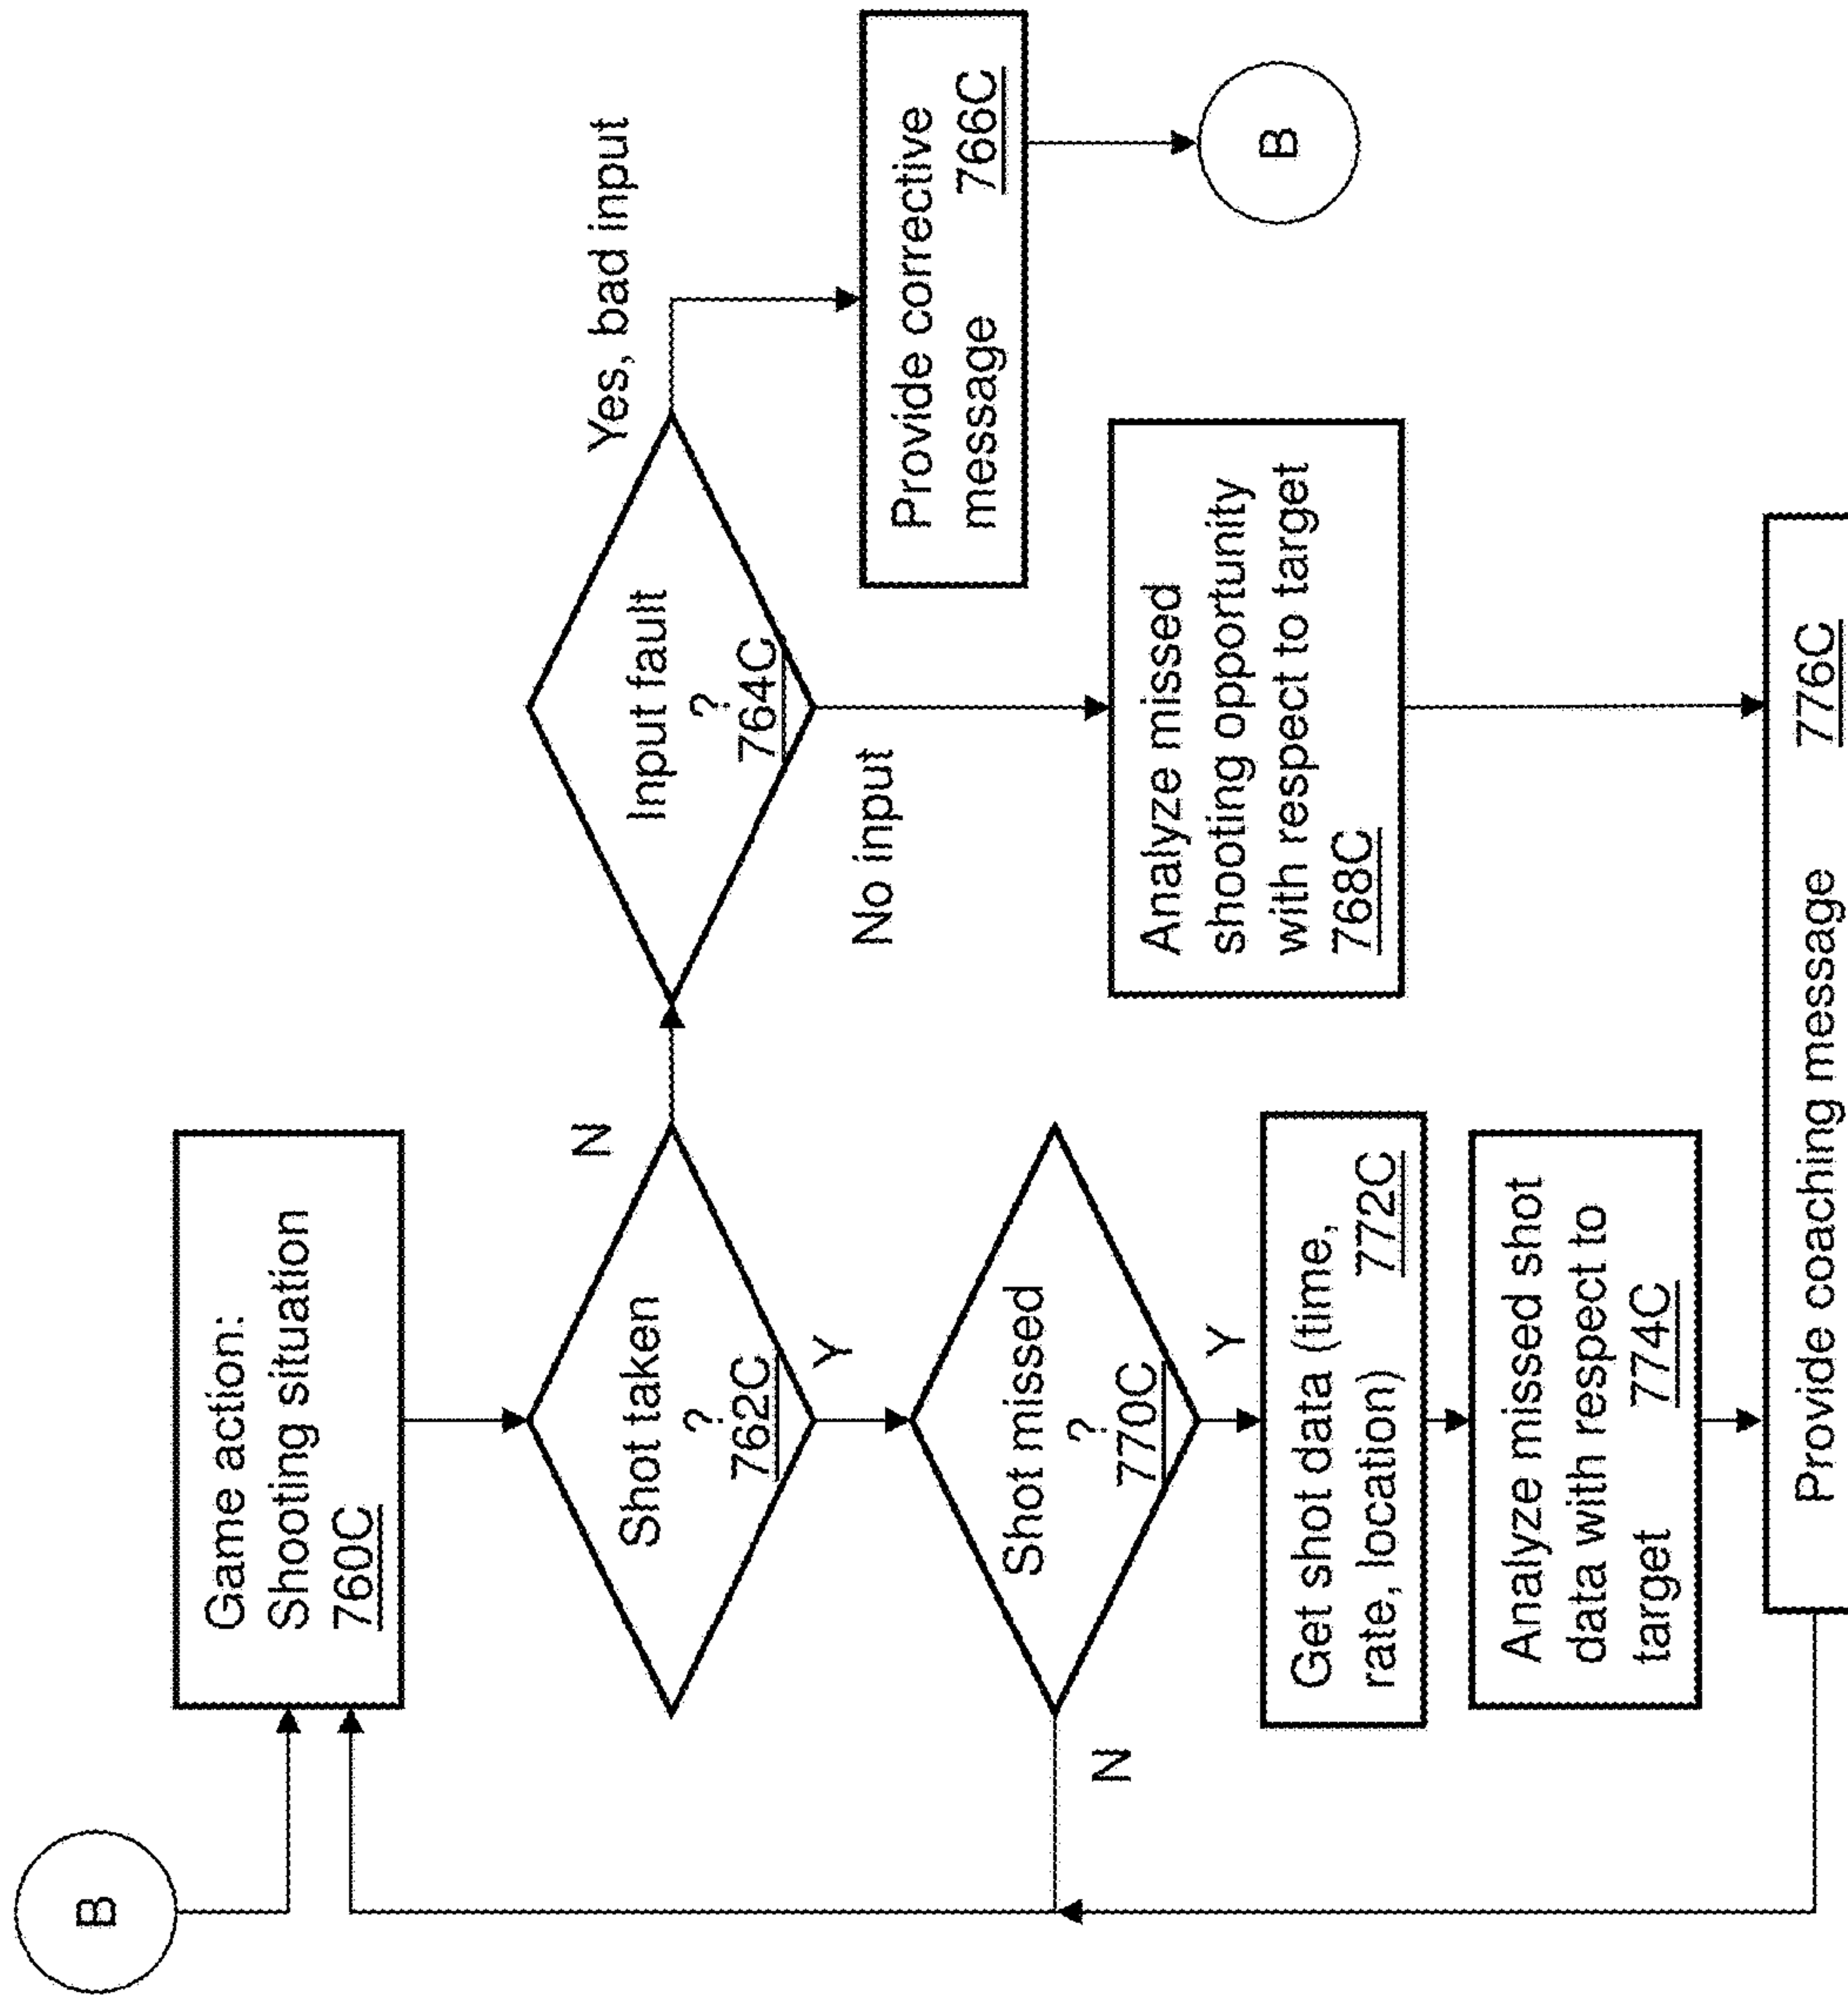 B
Game action:
Shooting situation
760C
Shot taken
?
762C
N
Y
Input fault
?
764C
Yes, bad input
No input
Provide corrective
message 766C
B
Analyze missed
shooting opportunity
with respect to target
768C
Shot missed
?
770C
N
Y
Get shot data (time,
rate, location) 772C
Analyze missed shot
data with respect to
target 774C
Provide coaching message 776C